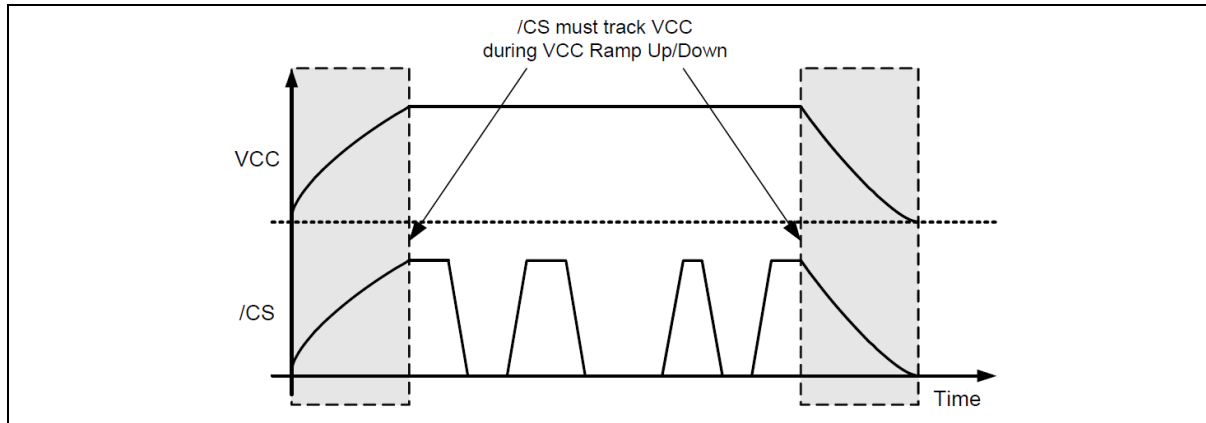 /CS must track VCC
during VCC Ramp Up/Down
VCC
/CS
Time